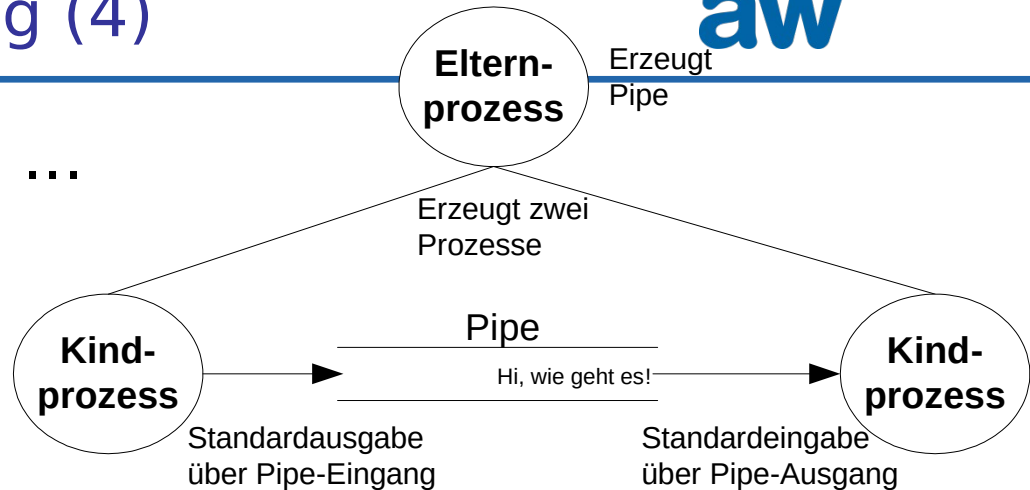 g (4)
aw
Eltern-
prozess
Erzeugt
Pipe
...
Erzeugt zwei
Prozesse
Pipe
Kind-
prozess
Hi, wie geht es!
Kind-
prozess
Standardausgabe
über Pipe-Eingang
Standardeingabe
über Pipe-Ausgang